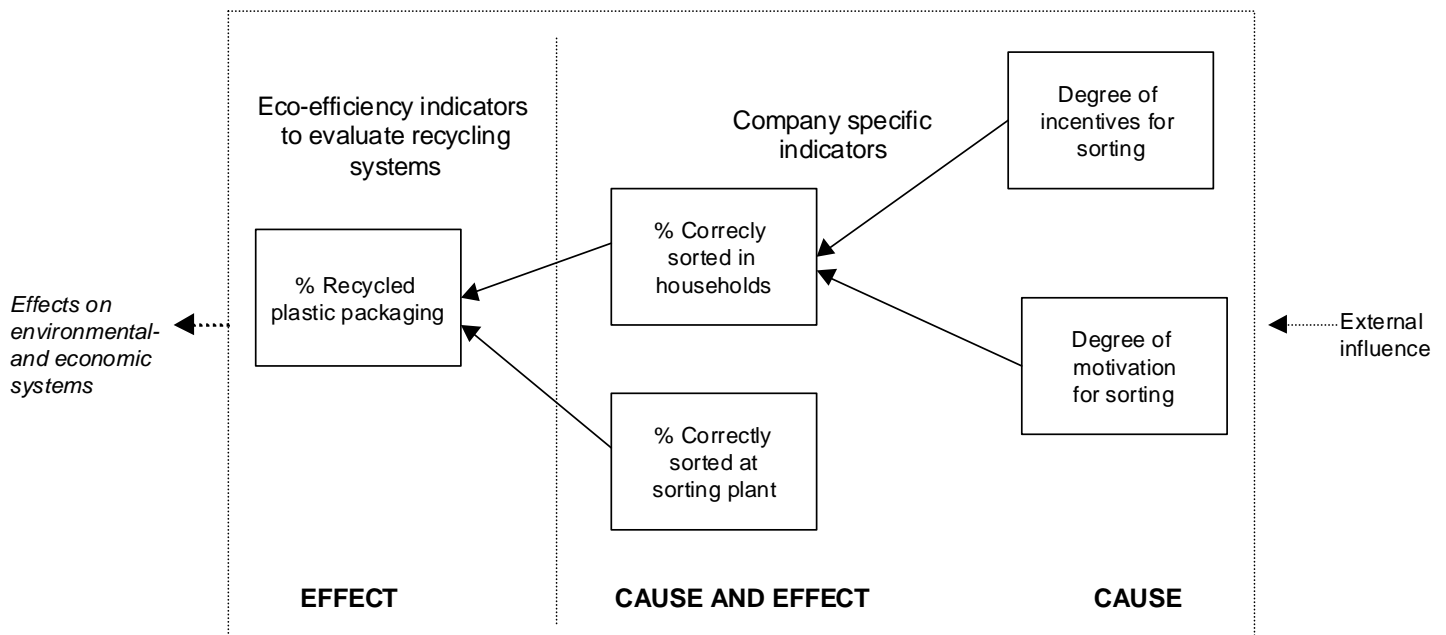 Eco-efficiency indicators
to evaluate recycling
systems
Company specific
indicators
Degree of
incentives for
sorting
% Correcly
sorted in
households
% Recycled
plastic packaging
Effects on
environmental-
and economic
systems
External
influence
Degree of
motivation
for sorting
% Correctly
sorted at
sorting plant
EFFECT
CAUSE AND EFFECT
CAUSE